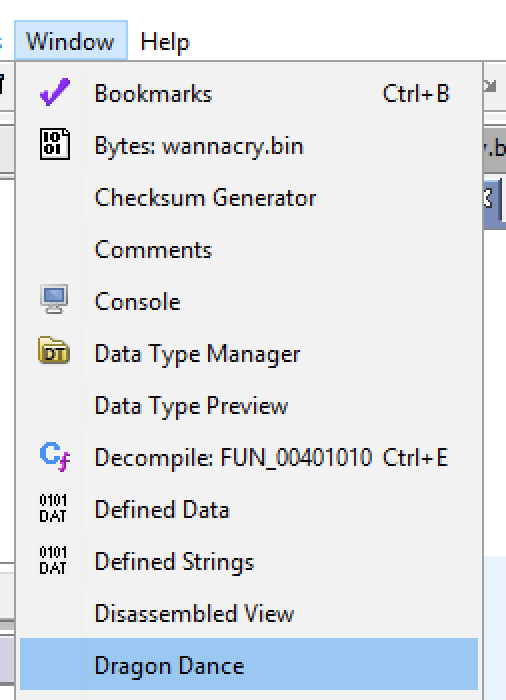 Window Help
Bookmarks Ctrl+B
Bytes: wannacry.bin
Checksum Generator
Comments
Console
Data Type Manager
Data Type Preview
Decompile: FUN_00401010 Ctrl+E
Defined Data
Defined Strings
Disassembled View
Dragon Dance